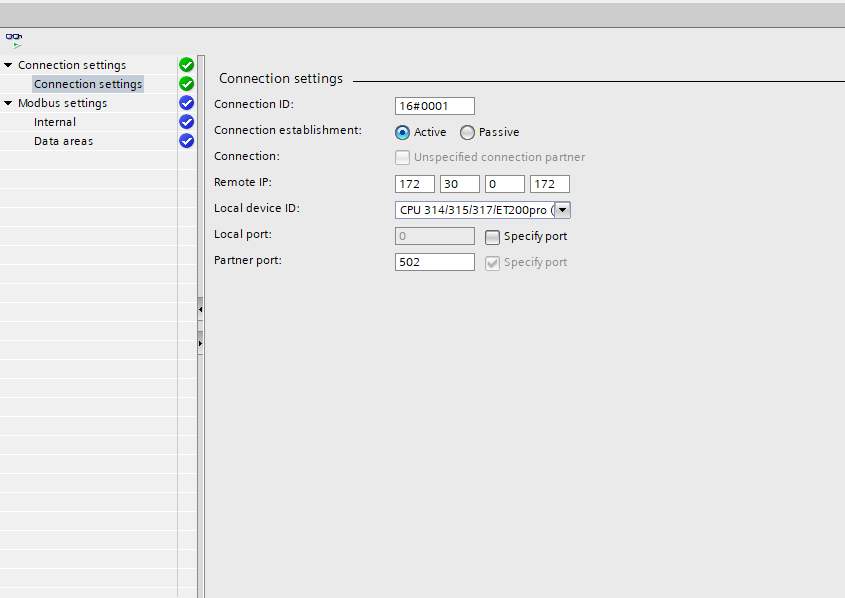 Connection settings
Connection settings
Modbus settings
Internal
Data areas
Connection settings
Connection ID: 16#0001
Connection establishment: Active Passive
Connection: Unspecified connection partner
Remote IP: 172 30 0 172
Local device ID: CPU 314/315/317/ET200pro (
Local port: 0 Specify port
Partner port: 502 Specify port